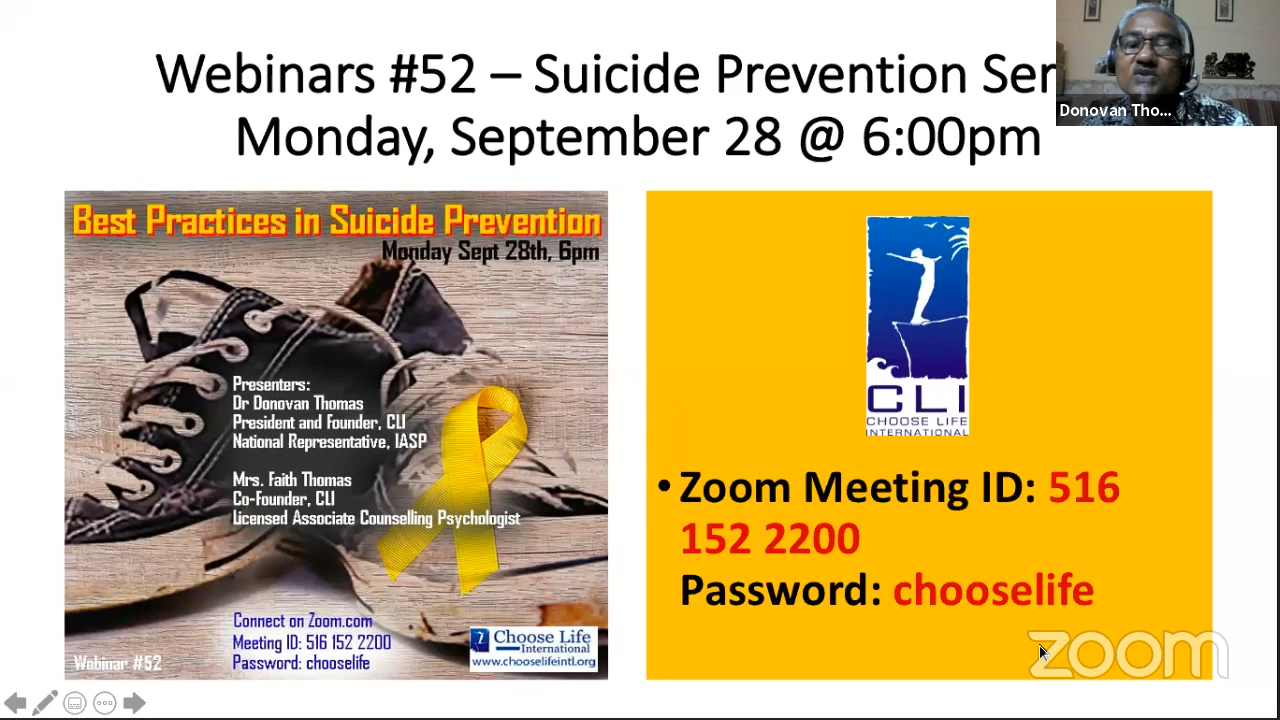 Webinars #52 – Suicide Prevention Ser
Monday, September 28 @ 6:00pm
Donovan Tho...
Best Practices in Suicide Prevention
Monday Sept 28th, 6pm
Presenters:
Dr Donovan Thomas
President and Founder, CLI
National Representative, IASP
Mrs. Faith Thomas
Co-Founder, CLI
Licensed Associate Counselling Psychologist
Connect on Zoom.com
Meeting ID: 516 152 2200
Password: chooselife
Webinar #52
Choose Life
International
www.chooselifeintl.org
CLI
CHOOSE LIFE
INTERNATIONAL
• Zoom Meeting ID: 516
152 2200
Password: chooselife
zoom